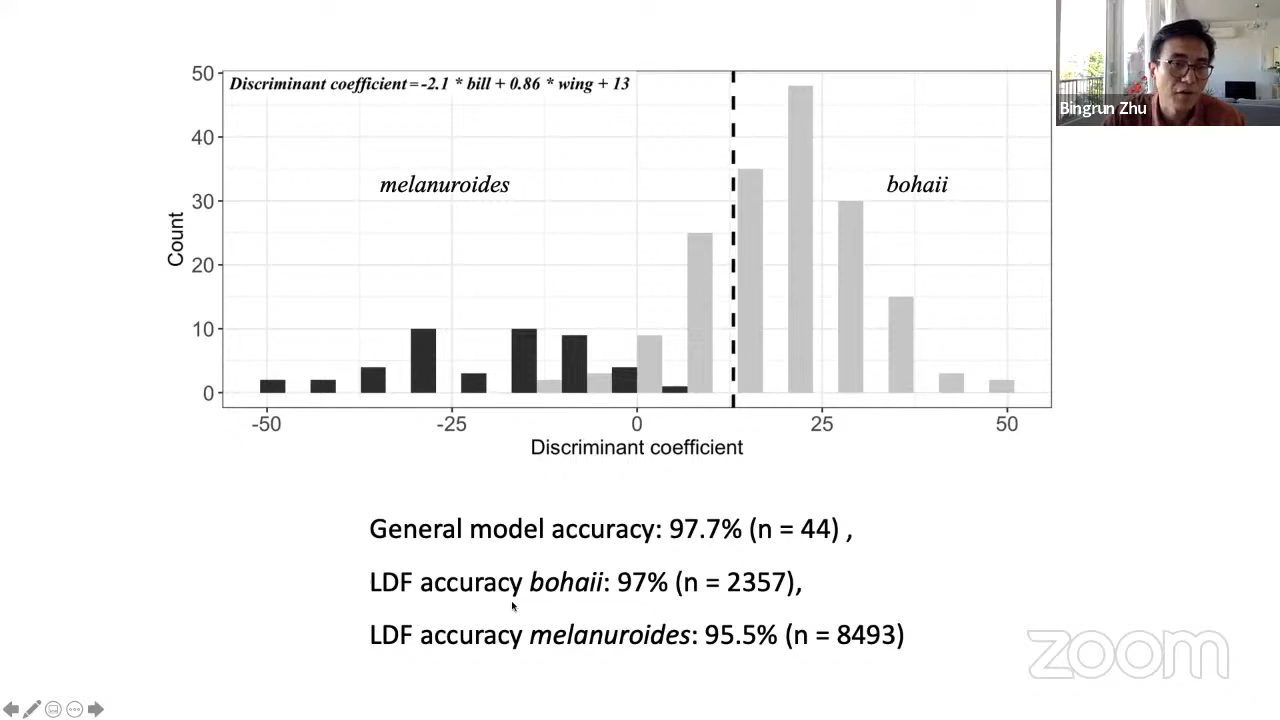 Bingrun Zhu
Discriminant coefficient = -2.1 * bill + 0.86 * wing + 13
melanuroides
bohaii
Count
50
40
30
20
10
0
-50 -25 0 25 50
Discriminant coefficient
General model accuracy: 97.7% (n = 44) ,
LDF accuracy bohaii: 97% (n = 2357),
LDF accuracy melanuroides: 95.5% (n = 8493)
zoom